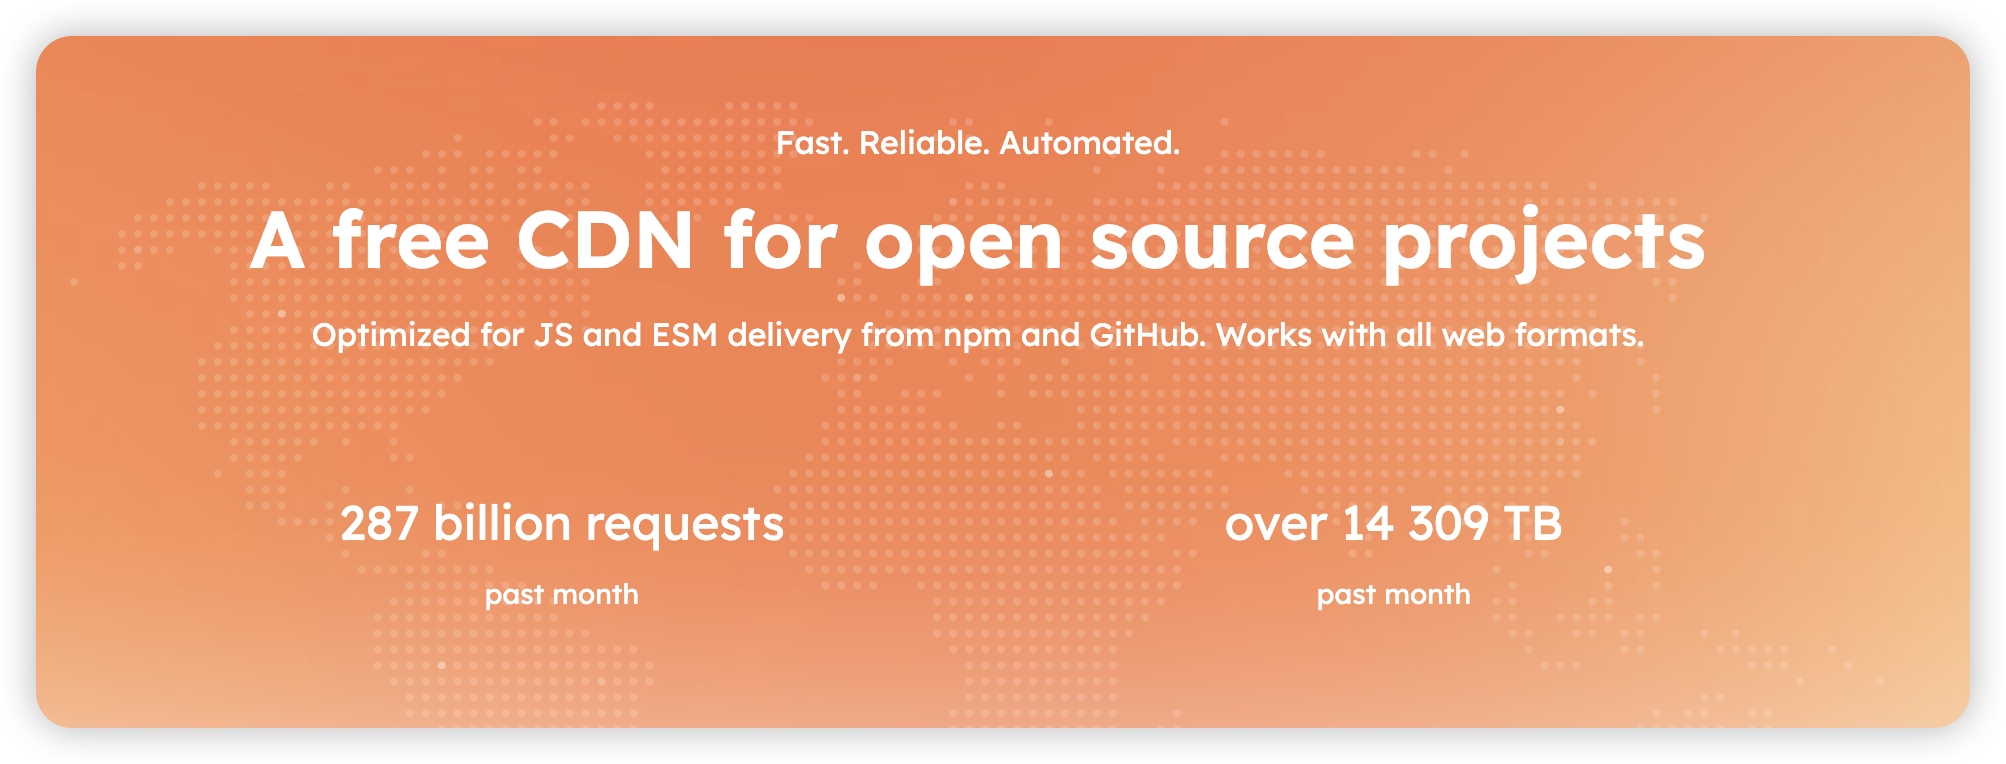 Fast. Reliable. Automated.
A free CDN for open source projects
Optimized for JS and ESM delivery from npm and GitHub. Works with all web formats.
287 billion requests
past month
over 14 309 TB
past month